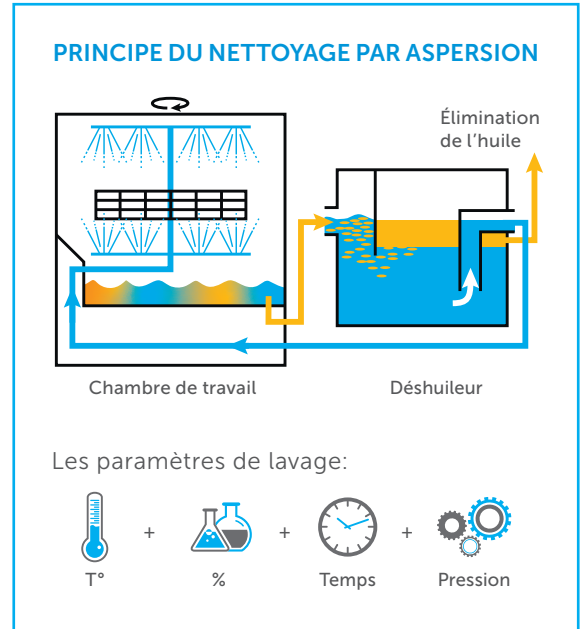 PRINCIPE DU NETTOYAGE PAR ASPERSION
Élimination
de l’huile
Chambre de travail
Déshuileur
Les paramètres de lavage:
+ + +
T° % Temps Pression